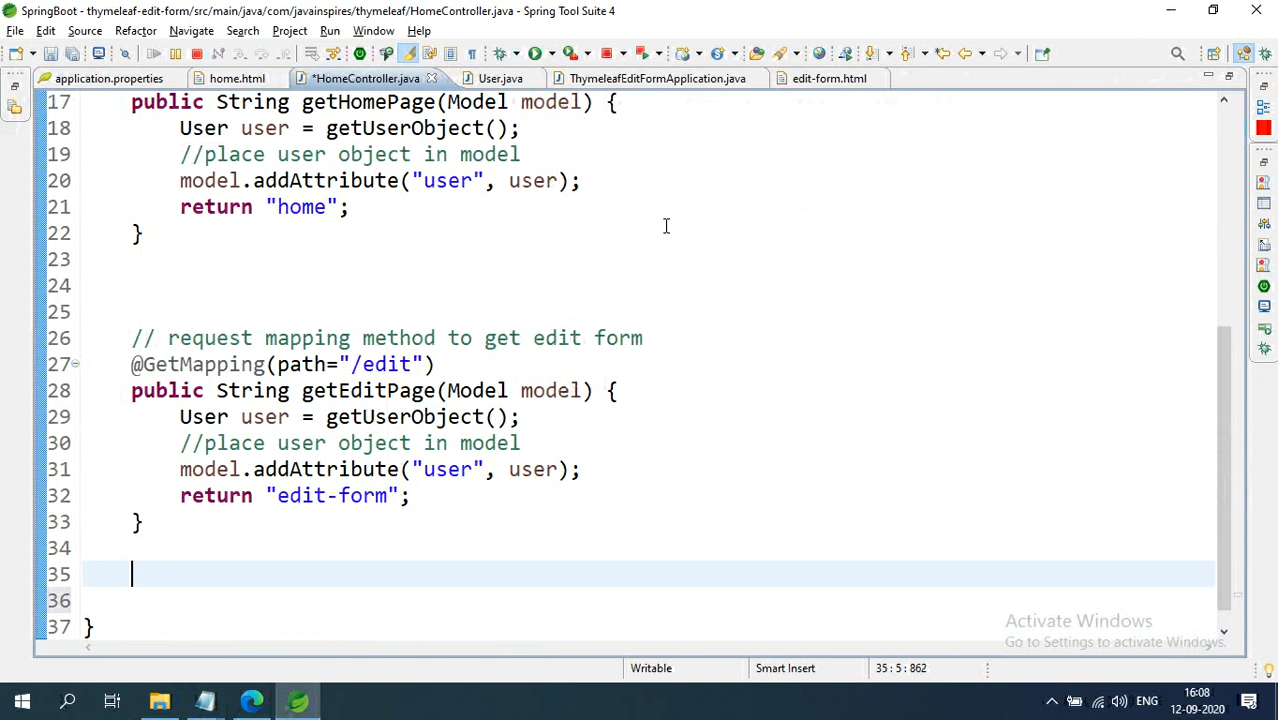 SpringBoot - thymeleaf-edit-form/src/main/java/com/javainspires/thymeleaf/HomeController.java - Spring Tool Suite 4
File Edit Source Refactor Navigate Search Project Run Window Help
application.properties home.html *HomeController.java User.java ThymeleafEditFormApplication.java edit-form.html
17 public String getHomePage(Model model) {
18 User user = getUserObject();
19 //place user object in model
20 model.addAttribute("user", user);
21 return "home";
22 }
23
24
25
26 // request mapping method to get edit form
27 @GetMapping(path="/edit")
28 public String getEditPage(Model model) {
29 User user = getUserObject();
30 //place user object in model
31 model.addAttribute("user", user);
32 return "edit-form";
33 }
34
35
36
37 }
Activate Windows
Go to Settings to activate Windows.
Writable Smart Insert 35 : 5 : 862
ENG 16:08
12-09-2020